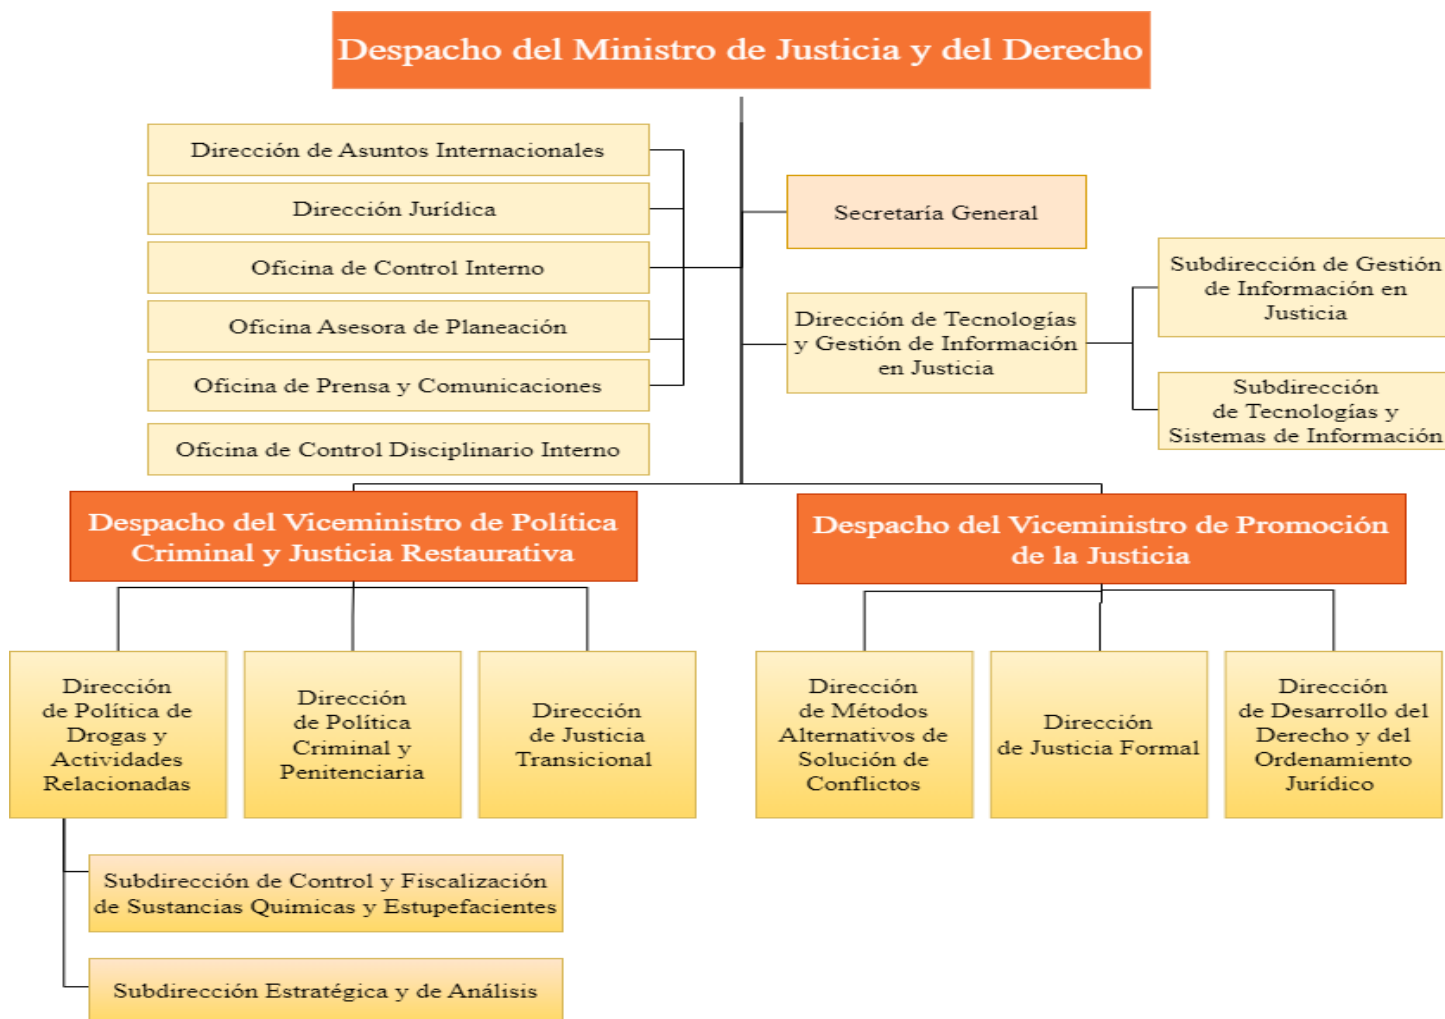 Despacho del Ministro de Justicia y del Derecho
Dirección de Asuntos Internacionales
Dirección Jurídica
Oficina de Control Interno
Oficina Asesora de Planeación
Oficina de Prensa y Comunicaciones
Oficina de Control Disciplinario Interno
Secretaría General
Dirección de Tecnologías
y Gestión de Información
en Justicia
Subdirección de Gestión
de Información en
Justicia
Subdirección
de Tecnologías y
Sistemas de Información
Despacho del Viceministro de Política
Criminal y Justicia Restaurativa
Despacho del Viceministro de Promoción
de la Justicia
Dirección
de Política de
Drogas y
Actividades
Relacionadas
Dirección
de Política
Criminal y
Penitenciaria
Dirección
de Justicia
Transicional
Dirección
de Métodos
Alternativos de
Solución de
Conflictos
Dirección
de Justicia Formal
Dirección
de Desarrollo del
Derecho y del
Ordenamiento
Jurídico
Subdirección de Control y Fiscalización
de Sustancias Quimicas y Estupefacientes
Subdirección Estratégica y de Análisis